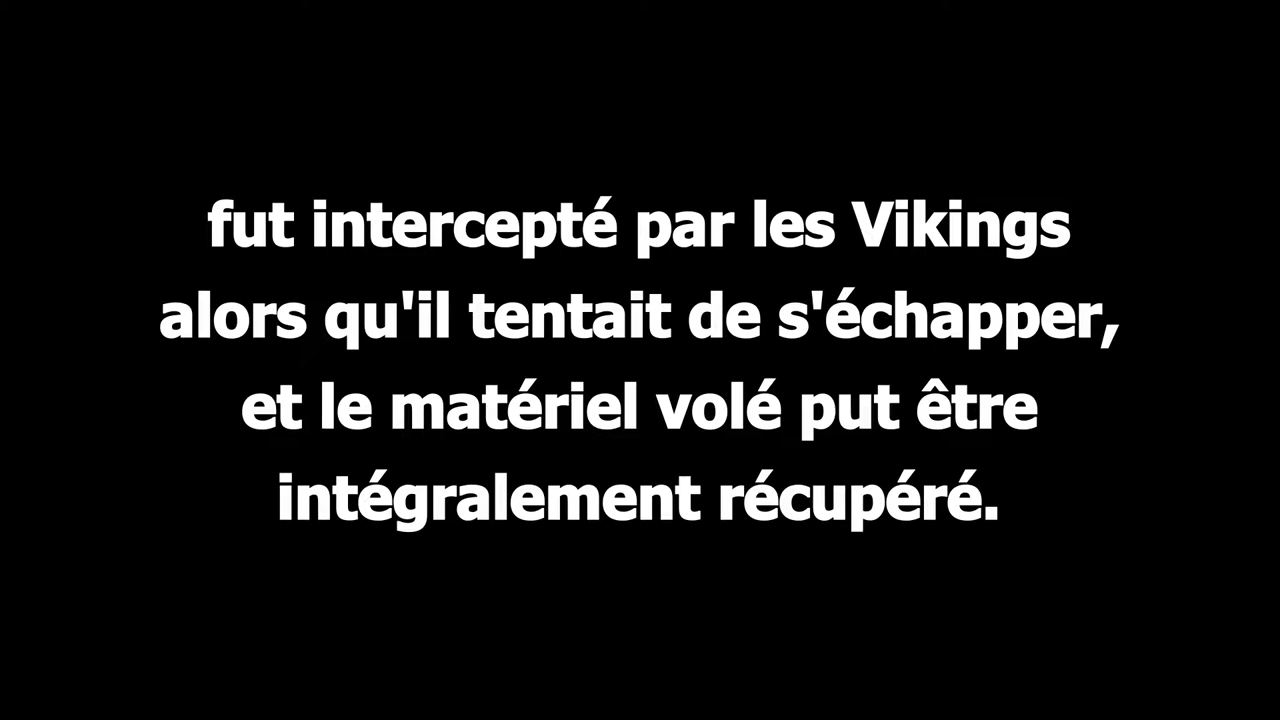 fut intercepté par les Vikings
alors qu'il tentait de s'échapper,
et le matériel volé put être
intégralement récupéré.